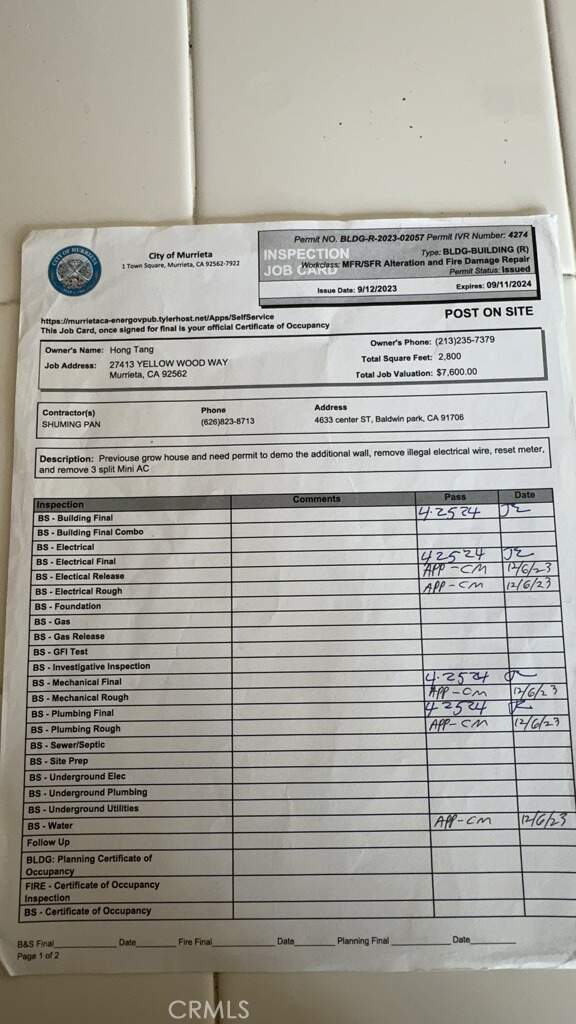 Permit NO. BLDG-R-2023-02057 Permit IVR Number: 4274
City of Murrieta
1 Town Square, Murrieta, CA 92562-7922
INSPECTION
JOB CARD
Type: BLDG-BUILDING (R)
Workclass: MFR/SFR Alteration and Fire Damage Repair
Permit Status: Issued
Issue Date: 9/12/2023 Expires: 09/11/2024
https://murrietaca-energovpub.tylerhost.net/Apps/SelfService
This Job Card, once signed for final is your official Certificate of Occupancy
POST ON SITE
Owner's Name: Hong Tang Owner's Phone: (213)235-7379
Job Address: 27413 YELLOW WOOD WAY Total Square Feet: 2,800
Murrieta, CA 92562 Total Job Valuation: $7,600.00
Contractor(s) Phone Address
SHUMING PAN (626)823-8713 4633 center ST, Baldwin park, CA 91706
Description: Previouse grow house and need permit to demo the additional wall, remove illegal electrical wire, reset meter,
and remove 3 split Mini AC
Inspection Comments Pass Date
BS - Building Final 4.2524
BS - Building Final Combo
BS - Electrical
BS - Electrical Final 42524
BS - Electical Release APP-CM 12/6/23
BS - Electrical Rough APP-CM 12/6/23
BS - Foundation
BS - Gas
BS - Gas Release
BS - GFI Test
BS - Investigative Inspection
BS - Mechanical Final 4.2524
BS - Mechanical Rough APP-CM 12/6/23
BS - Plumbing Final 42524
BS - Plumbing Rough APP-CM 12/6/23
BS - Sewer/Septic
BS - Site Prep
BS - Underground Elec
BS - Underground Plumbing
BS - Underground Utilities
BS - Water APP-CM 12/6/23
Follow Up
BLDG: Planning Certificate of
Occupancy
FIRE - Certificate of Occupancy
Inspection
BS - Certificate of Occupancy
B&S Final Date Fire Final Date Planning Final Date
Page 1 of 2
CRMLS